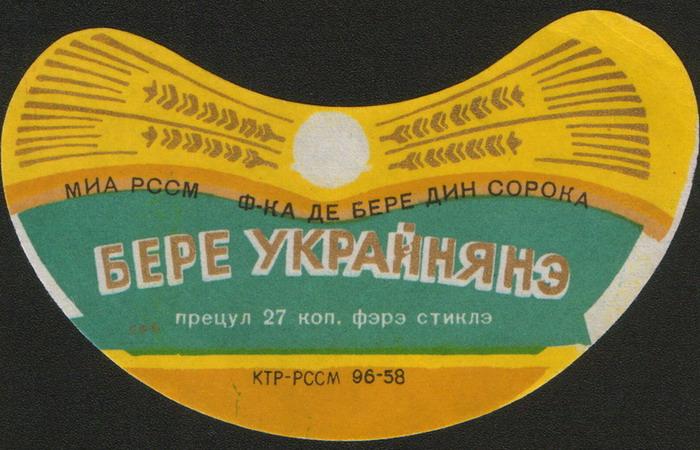 МИА РССМ Ф-КА ДЕ БЕРЕ ДИН СОРОКА
БЕРЕ УКРАЙНЯНЭ
прецул 27 коп. фэрэ стиклэ
КТР-РССМ 96-58